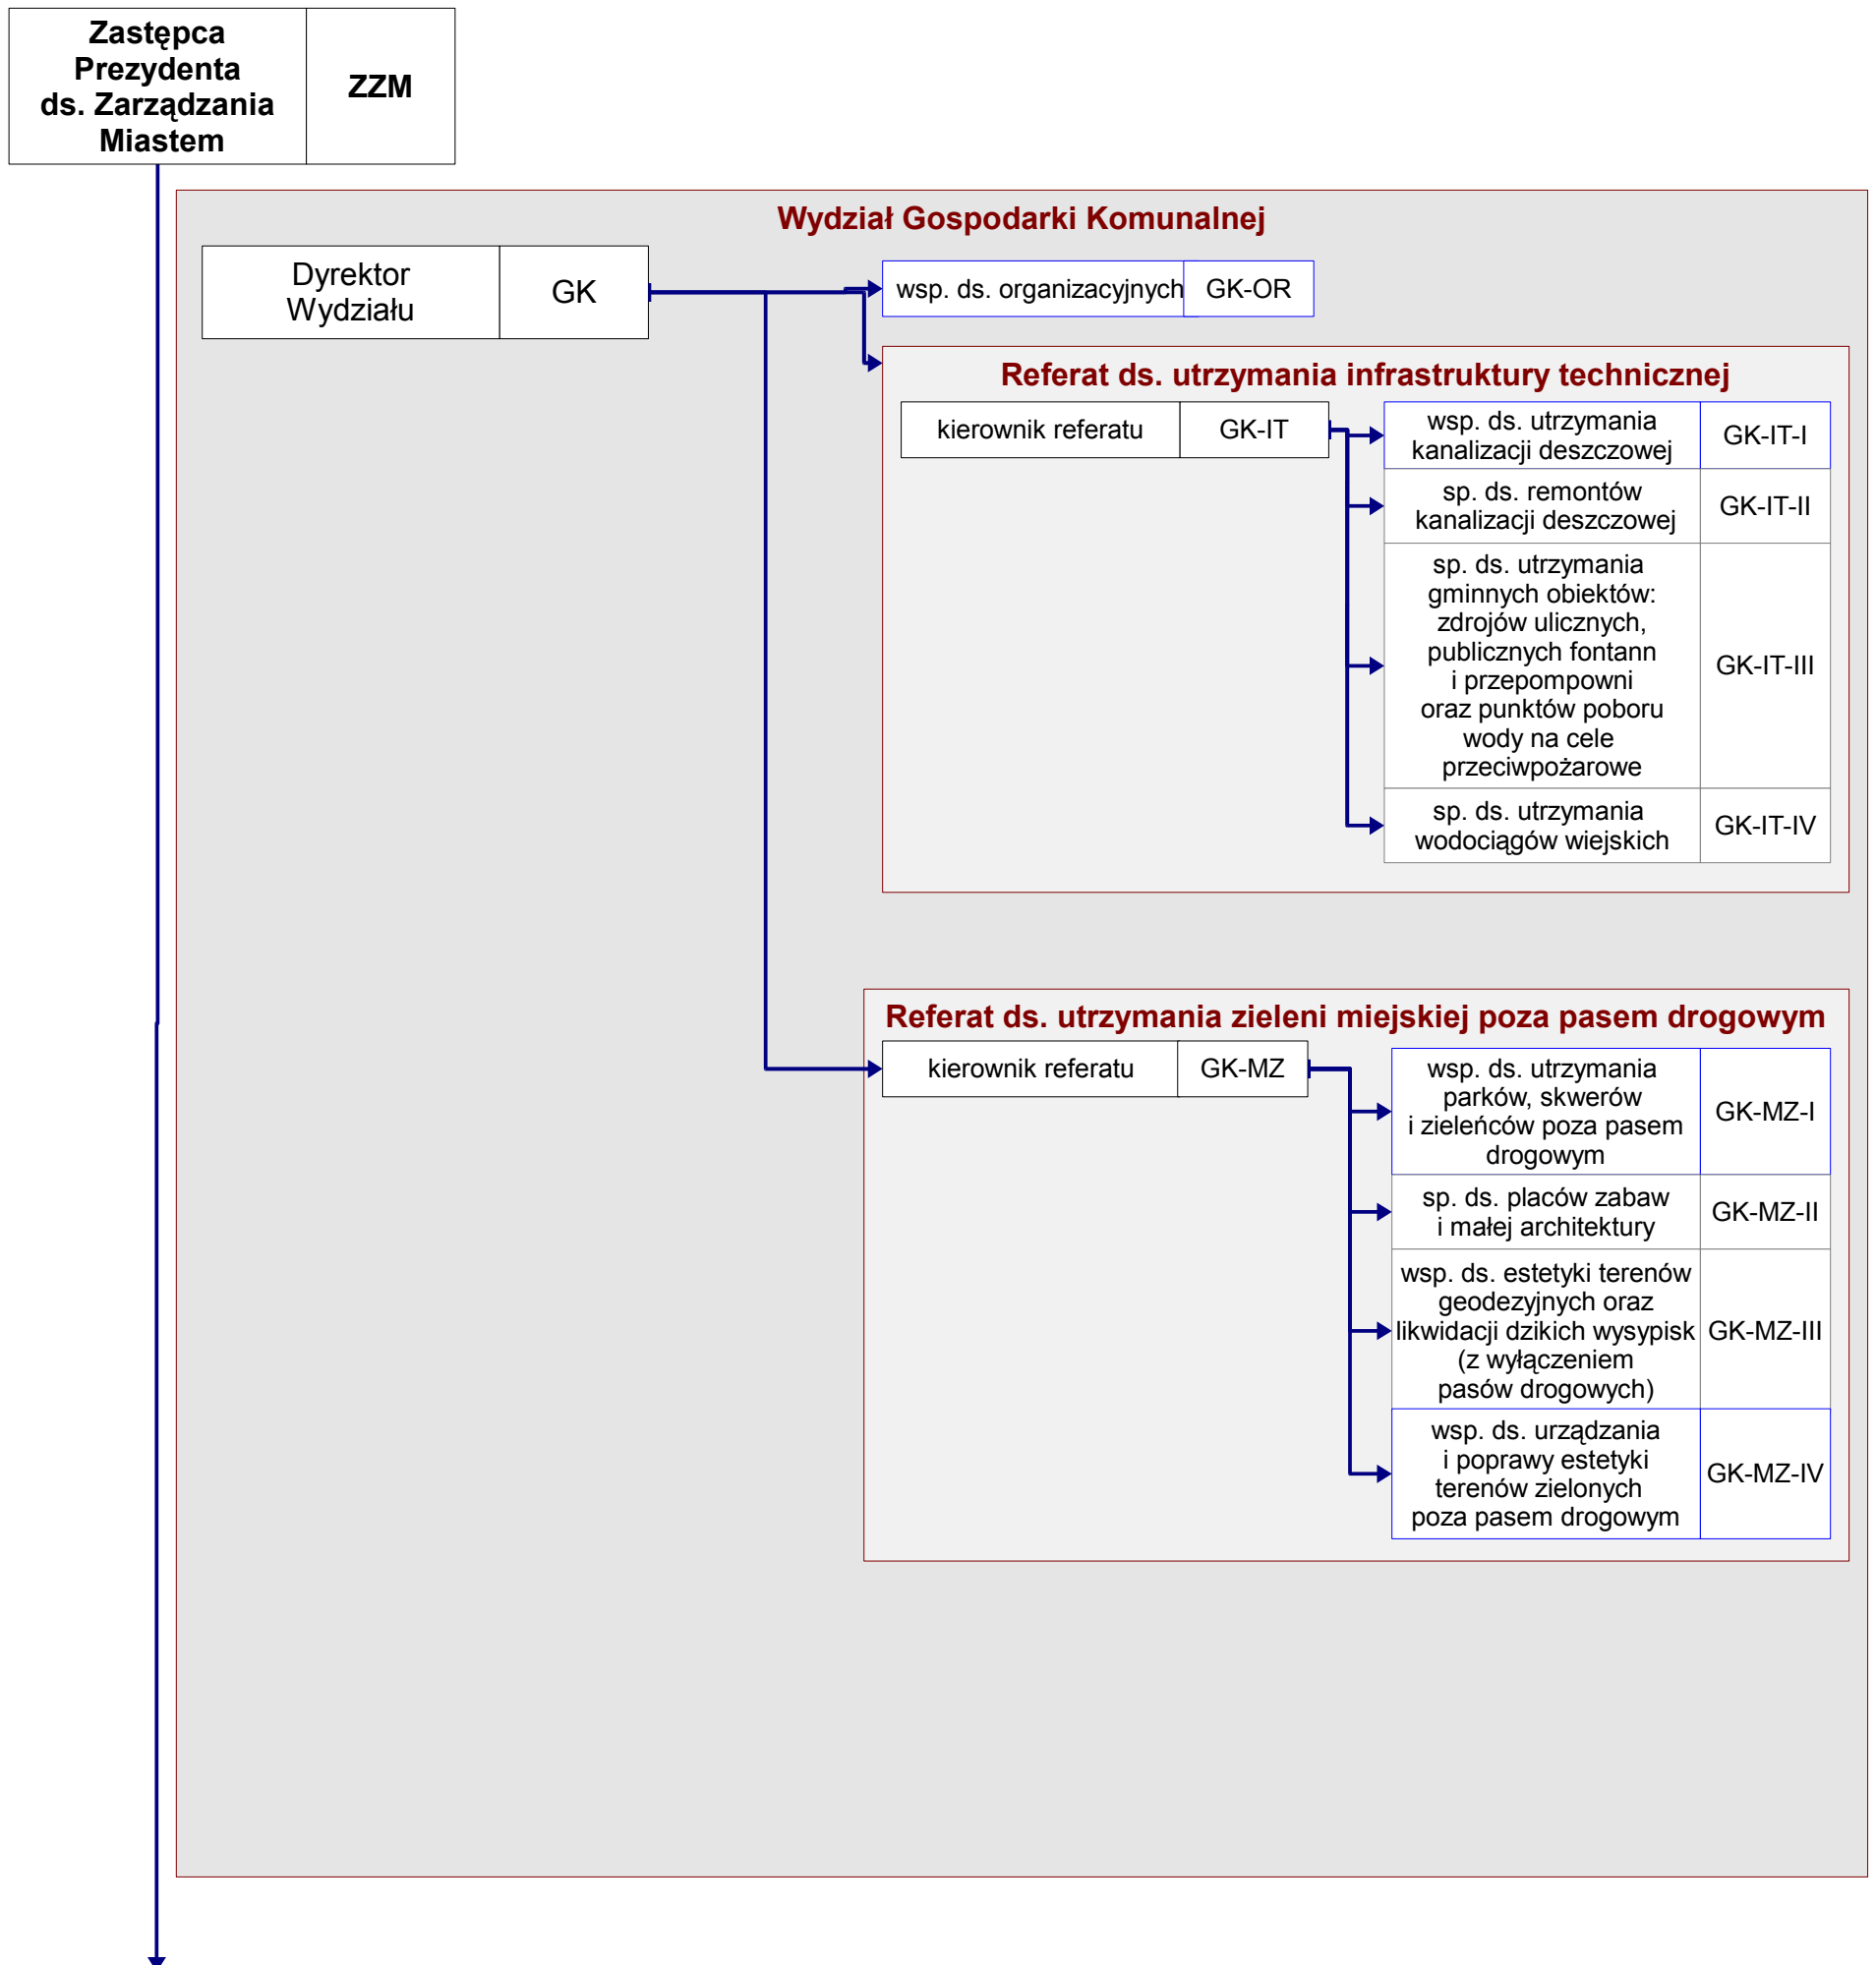 Zastępca
Prezydenta
ds. Zarządzania
Miastem
ZZM
Wydział Gospodarki Komunalnej
Dyrektor
Wydziału
GK
wsp. ds. organizacyjnych
GK-OR
Referat ds. utrzymania infrastruktury technicznej
kierownik referatu
GK-IT
wsp. ds. utrzymania
kanalizacji deszczowej
GK-IT-I
sp. ds. remontów
kanalizacji deszczowej
GK-IT-II
sp. ds. utrzymania
gminnych obiektów:
zdrojów ulicznych,
publicznych fontann
i przepompowni
oraz punktów poboru
wody na cele
przeciwpożarowe
GK-IT-III
sp. ds. utrzymania
wodociągów wiejskich
GK-IT-IV
Referat ds. utrzymania zieleni miejskiej poza pasem drogowym
kierownik referatu
GK-MZ
wsp. ds. utrzymania
parków, skwerów
i zieleńców poza pasem
drogowym
GK-MZ-I
sp. ds. placów zabaw
i małej architektury
GK-MZ-II
wsp. ds. estetyki terenów
geodezyjnych oraz
likwidacji dzikich wysypisk
(z wyłączeniem
pasów drogowych)
GK-MZ-III
wsp. ds. urządzania
i poprawy estetyki
terenów zielonych
poza pasem drogowym
GK-MZ-IV